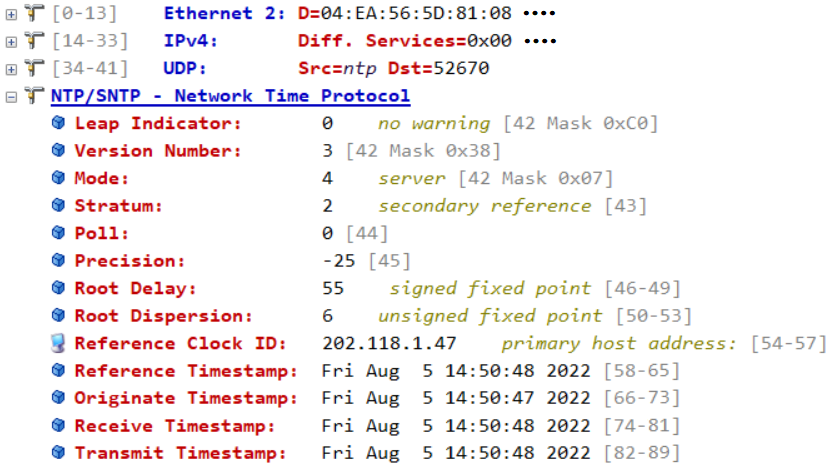 [0-13] Ethernet 2: D=04:EA:56:5D:81:08 ····
[14-33] IPv4: Diff. Services=0x00 ····
[34-41] UDP: Src=ntp Dst=52670
NTP/SNTP - Network Time Protocol
Leap Indicator: 0 no warning [42 Mask 0xC0]
Version Number: 3 [42 Mask 0x38]
Mode: 4 server [42 Mask 0x07]
Stratum: 2 secondary reference [43]
Poll: 0 [44]
Precision: -25 [45]
Root Delay: 55 signed fixed point [46-49]
Root Dispersion: 6 unsigned fixed point [50-53]
Reference Clock ID: 202.118.1.47 primary host address: [54-57]
Reference Timestamp: Fri Aug 5 14:50:48 2022 [58-65]
Originate Timestamp: Fri Aug 5 14:50:47 2022 [66-73]
Receive Timestamp: Fri Aug 5 14:50:48 2022 [74-81]
Transmit Timestamp: Fri Aug 5 14:50:48 2022 [82-89]